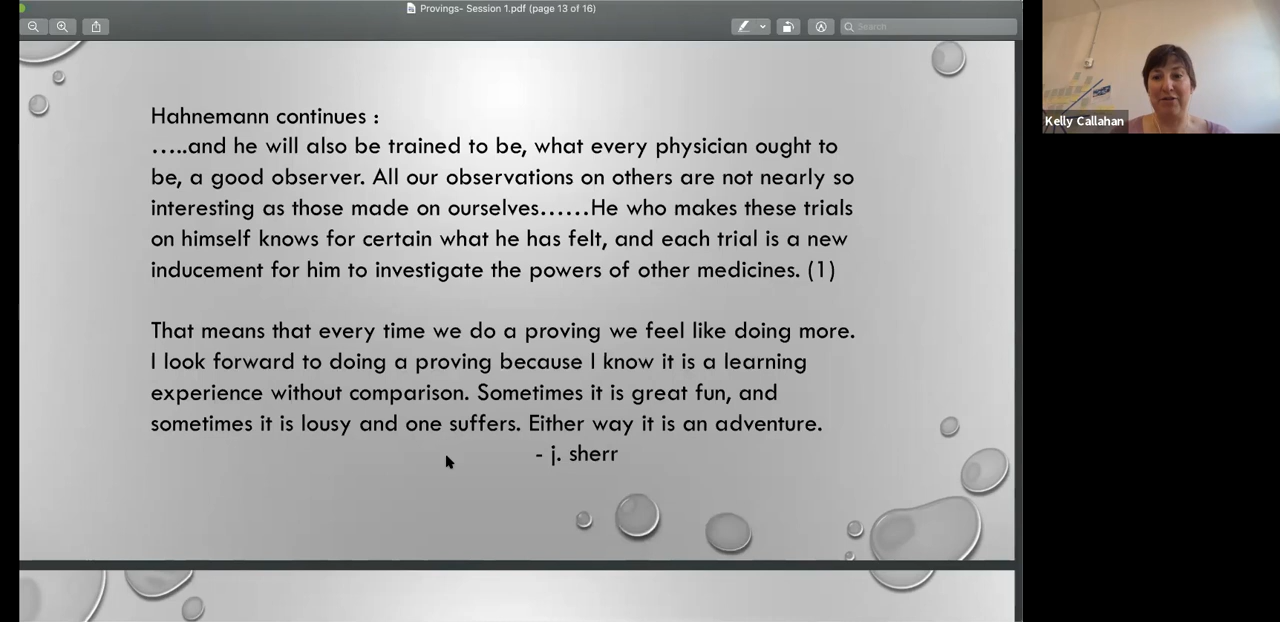 Provings- Session 1.pdf (page 13 of 16)
Search
Hahnemann continues :
…..and he will also be trained to be, what every physician ought to
be, a good observer. All our observations on others are not nearly so
interesting as those made on ourselves……He who makes these trials
on himself knows for certain what he has felt, and each trial is a new
inducement for him to investigate the powers of other medicines. (1)
That means that every time we do a proving we feel like doing more.
I look forward to doing a proving because I know it is a learning
experience without comparison. Sometimes it is great fun, and
sometimes it is lousy and one suffers. Either way it is an adventure.
- j. sherr
Kelly Callahan